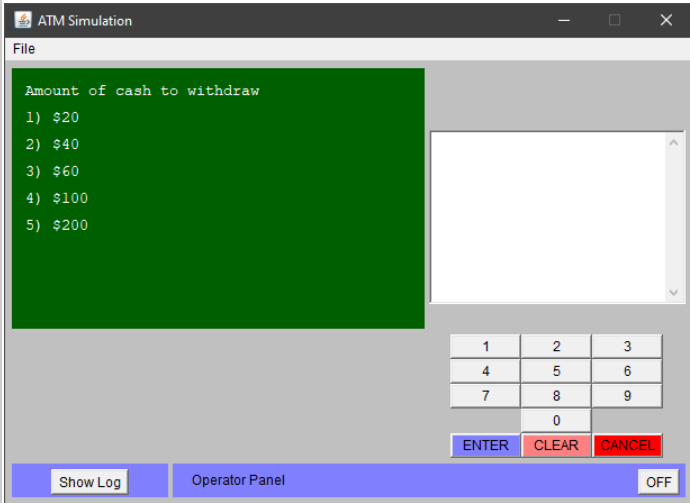 ATM Simulation
File
Amount of cash to withdraw
1) $20
2) $40
3) $60
4) $100
5) $200
1 2 3
4 5 6
7 8 9
0
ENTER CLEAR CANCEL
Show Log Operator Panel OFF